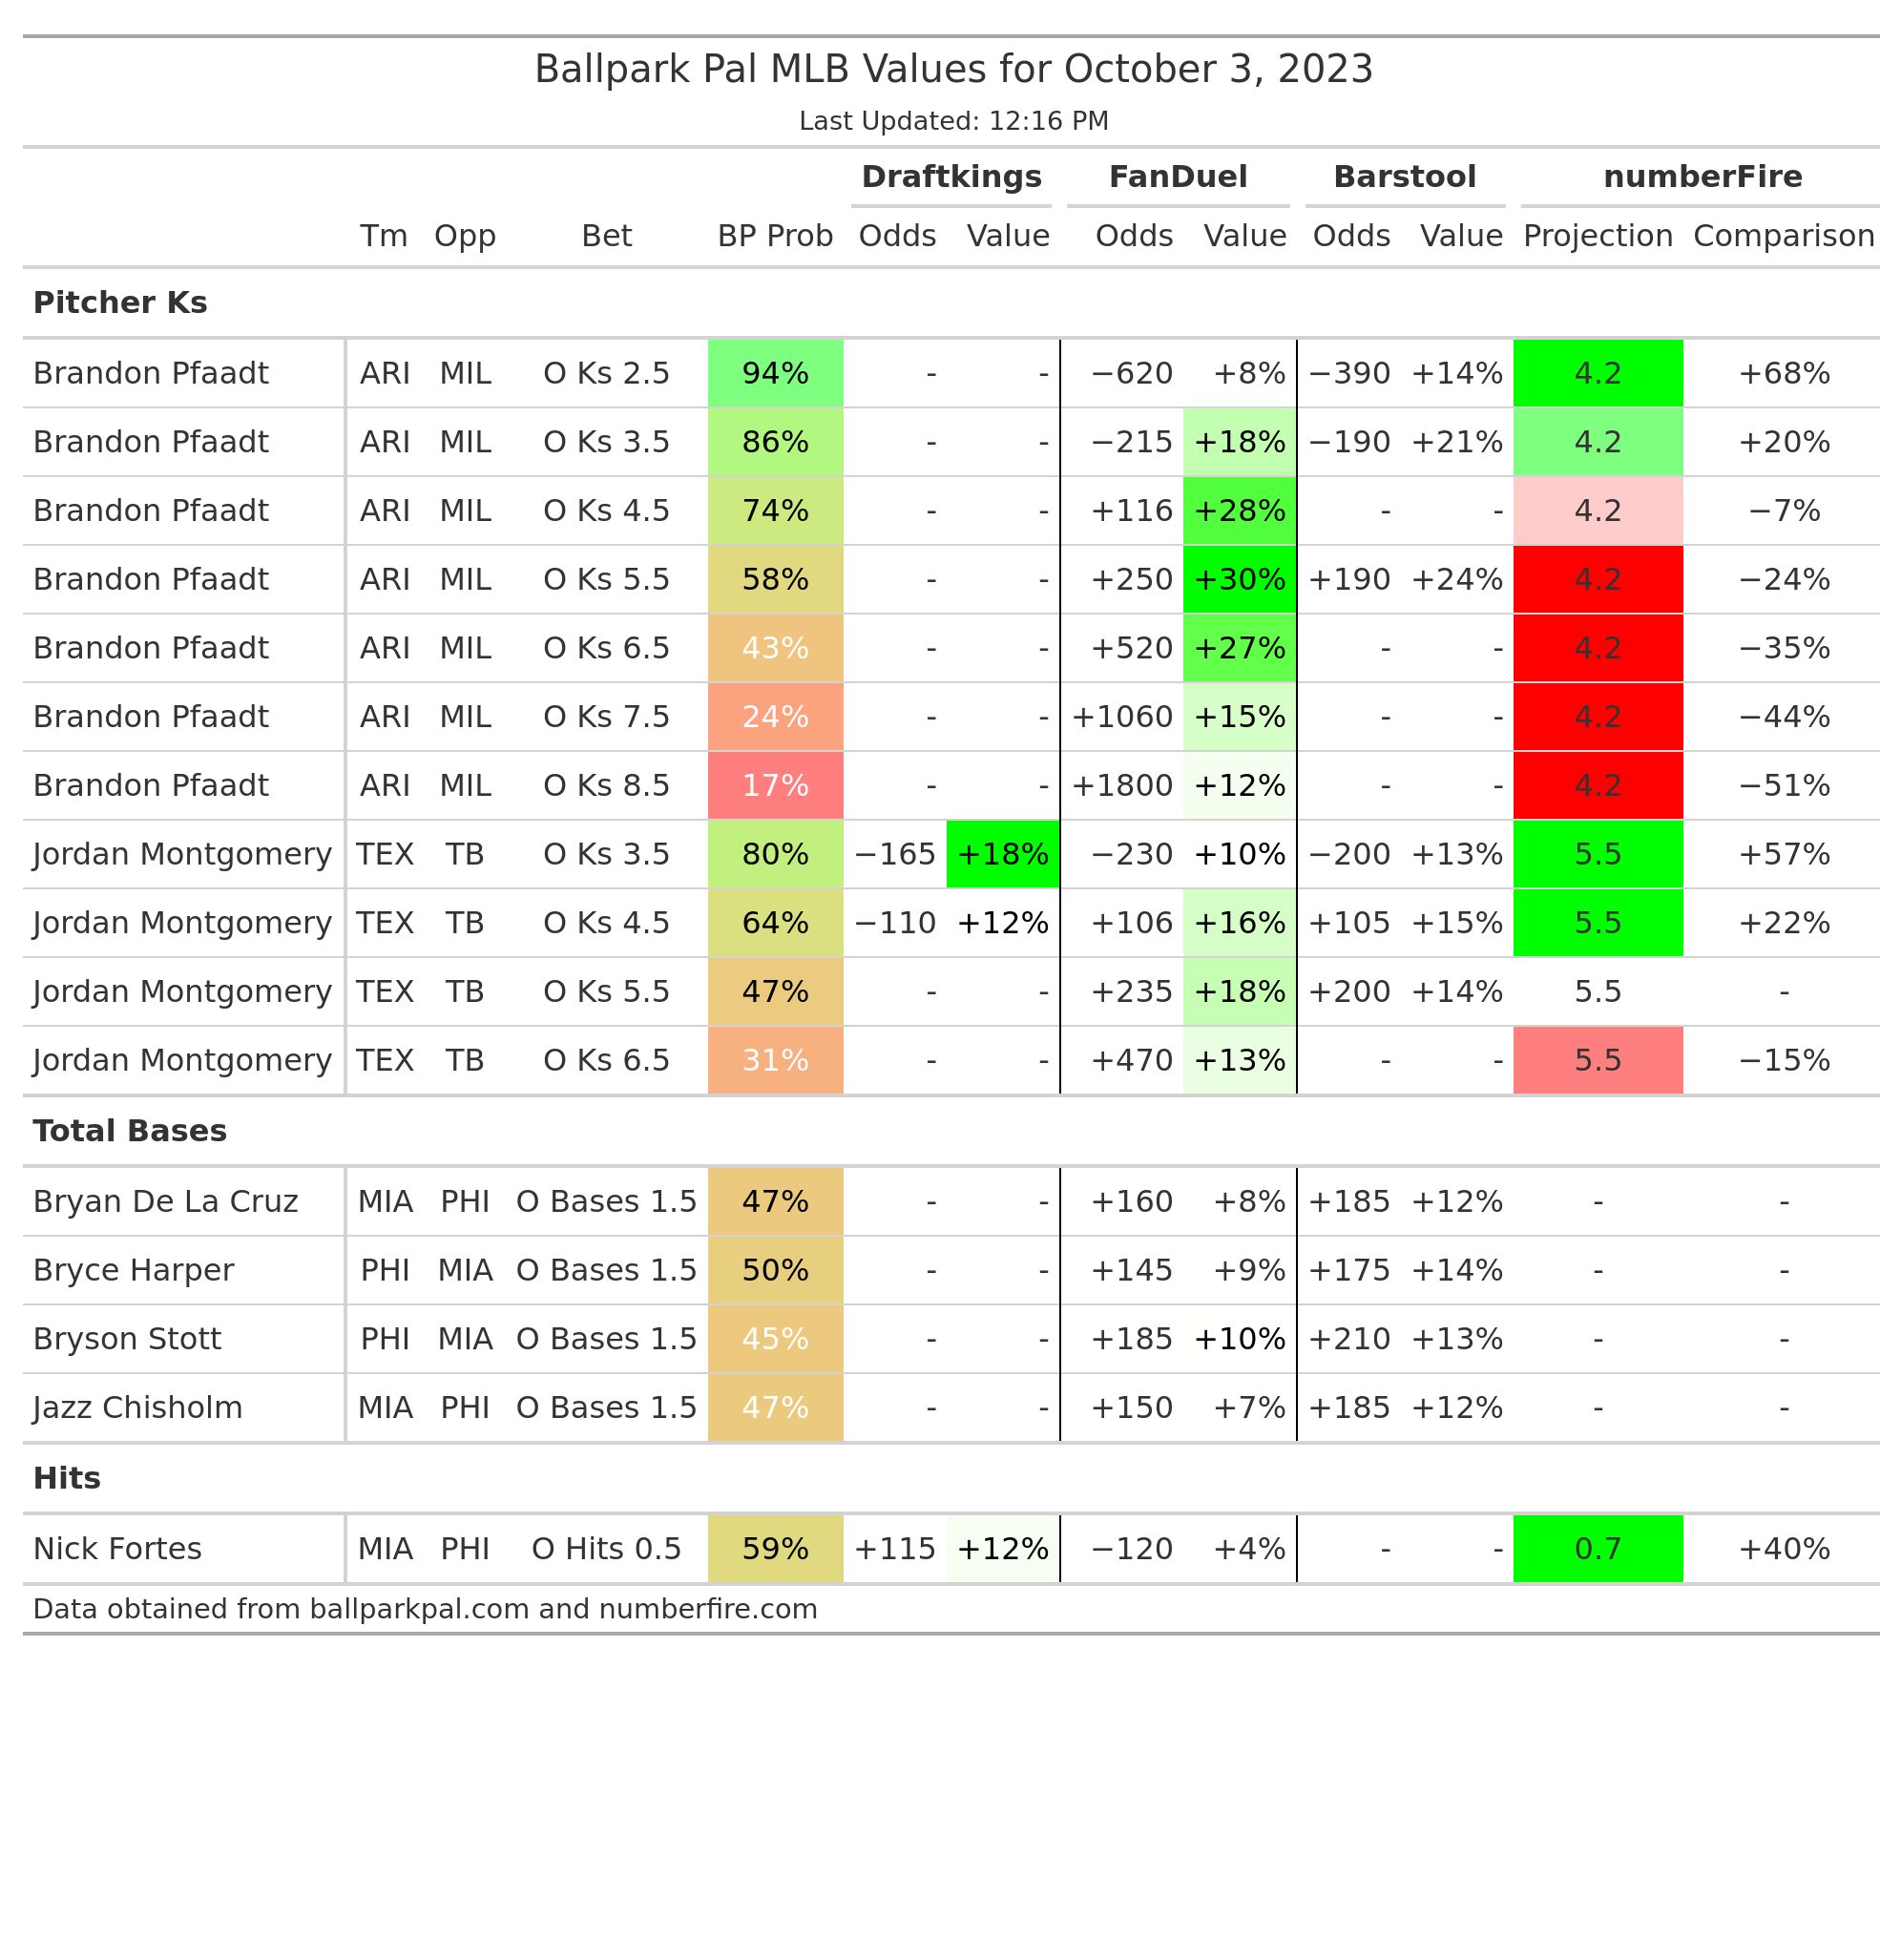 Ballpark Pal MLB Values for October 3, 2023
Last Updated: 12:16 PM
Draftkings FanDuel Barstool numberFire
Tm Opp Bet BP Prob Odds Value Odds Value Odds Value Projection Comparison
Pitcher Ks
Brandon Pfaadt ARI MIL O Ks 2.5 94% - - −620 +8% −390 +14% 4.2 +68%
Brandon Pfaadt ARI MIL O Ks 3.5 86% - - −215 +18% −190 +21% 4.2 +20%
Brandon Pfaadt ARI MIL O Ks 4.5 74% - - +116 +28% - - 4.2 −7%
Brandon Pfaadt ARI MIL O Ks 5.5 58% - - +250 +30% +190 +24% 4.2 −24%
Brandon Pfaadt ARI MIL O Ks 6.5 43% - - +520 +27% - - 4.2 −35%
Brandon Pfaadt ARI MIL O Ks 7.5 24% - - +1060 +15% - - 4.2 −44%
Brandon Pfaadt ARI MIL O Ks 8.5 17% - - +1800 +12% - - 4.2 −51%
Jordan Montgomery TEX TB O Ks 3.5 80% −165 +18% −230 +10% −200 +13% 5.5 +57%
Jordan Montgomery TEX TB O Ks 4.5 64% −110 +12% +106 +16% +105 +15% 5.5 +22%
Jordan Montgomery TEX TB O Ks 5.5 47% - - +235 +18% +200 +14% 5.5 -
Jordan Montgomery TEX TB O Ks 6.5 31% - - +470 +13% - - 5.5 −15%
Total Bases
Bryan De La Cruz MIA PHI O Bases 1.5 47% - - +160 +8% +185 +12% - -
Bryce Harper PHI MIA O Bases 1.5 50% - - +145 +9% +175 +14% - -
Bryson Stott PHI MIA O Bases 1.5 45% - - +185 +10% +210 +13% - -
Jazz Chisholm MIA PHI O Bases 1.5 47% - - +150 +7% +185 +12% - -
Hits
Nick Fortes MIA PHI O Hits 0.5 59% +115 +12% −120 +4% - - 0.7 +40%
Data obtained from ballparkpal.com and numberfire.com